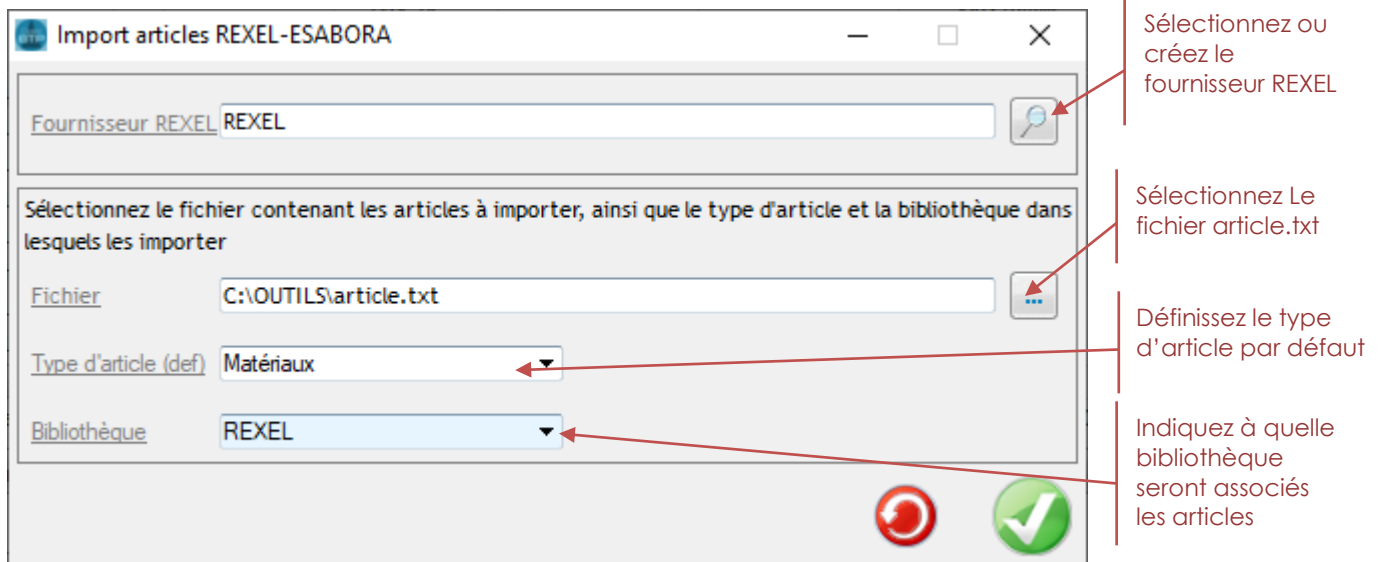 Import articles REXEL-ESABORA
Fournisseur REXEL REXEL
Sélectionnez le fichier contenant les articles à importer, ainsi que le type d'article et la bibliothèque dans
lesquels les importer
Fichier C:\OUTILS\article.txt
...
Type d'article (def) Matériaux
Bibliothèque REXEL
Sélectionnez ou
créez le
fournisseur REXEL
Sélectionnez Le
fichier article.txt
Définissez le type
d’article par défaut
Indiquez à quelle
bibliothèque
seront associés
les articles